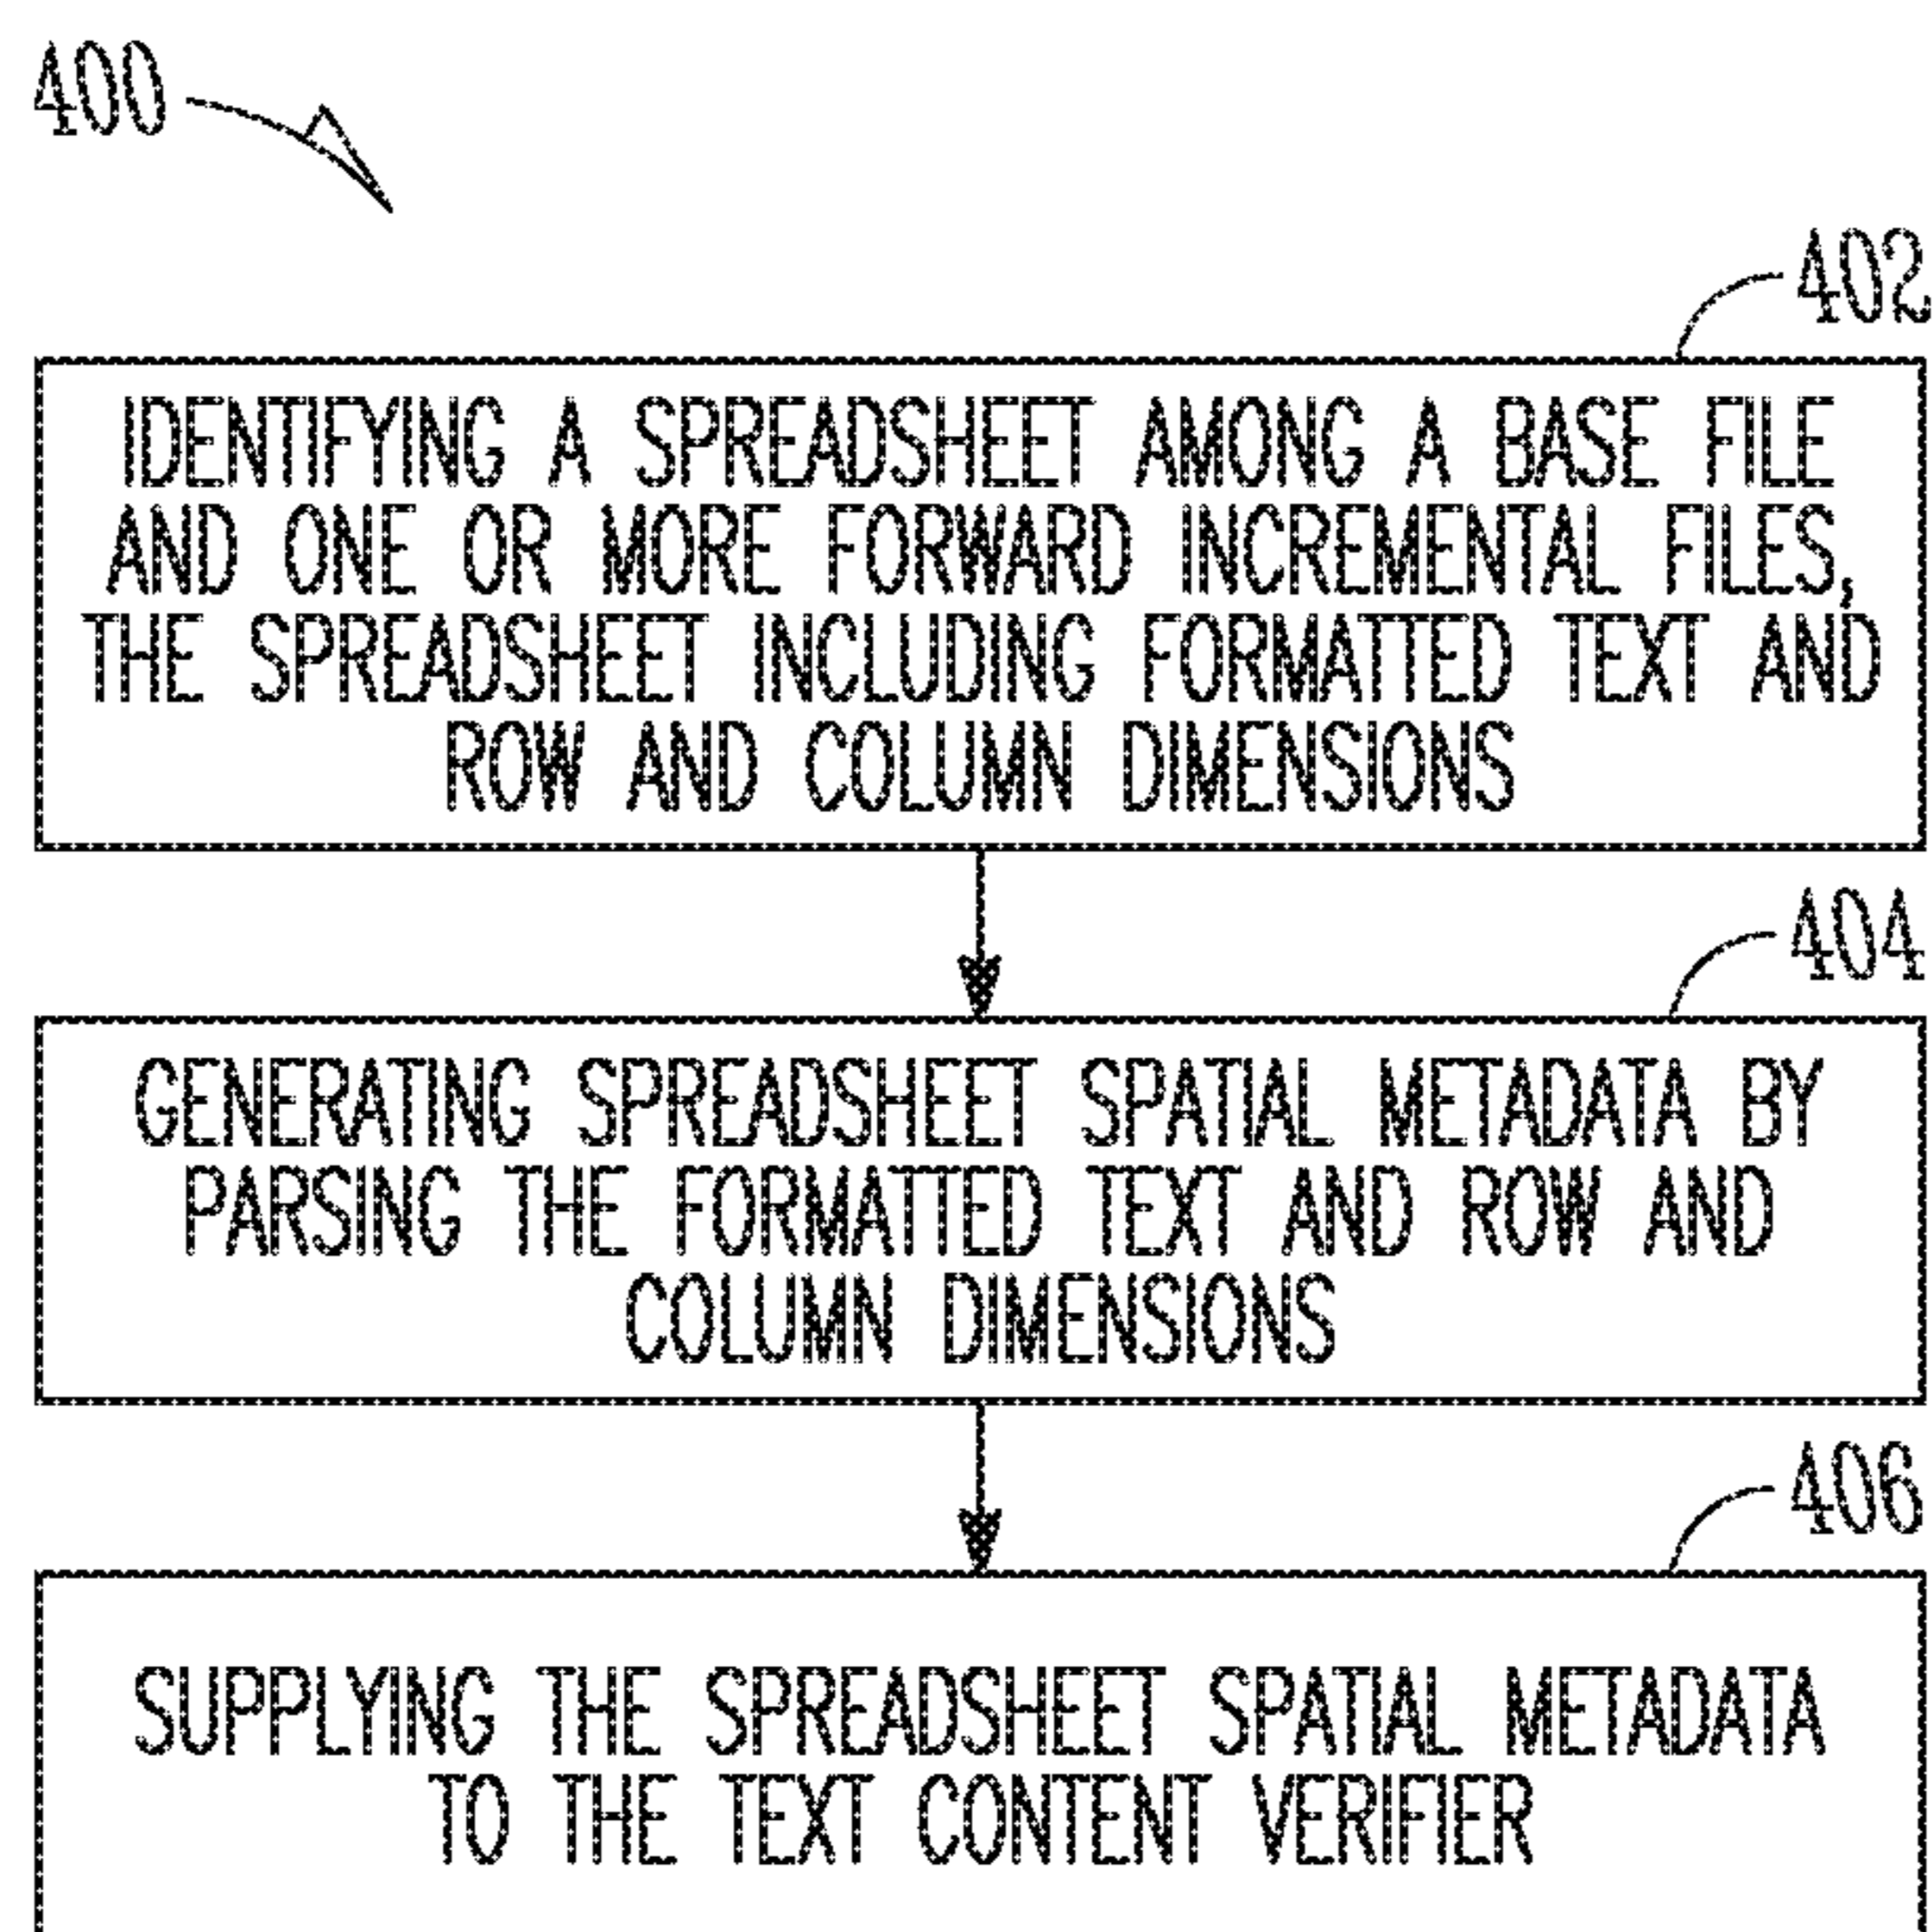 400
402
IDENTIFYING A SPREADSHEET AMONG A BASE FILE
AND ONE OR MORE FORWARD INCREMENTAL FILES,
THE SPREADSHEET INCLUDING FORMATTED TEXT AND
ROW AND COLUMN DIMENSIONS
404
GENERATING SPREADSHEET SPATIAL METADATA BY
PARSING THE FORMATTED TEXT AND ROW AND
COLUMN DIMENSIONS
406
SUPPLYING THE SPREADSHEET SPATIAL METADATA
TO THE TEXT CONTENT VERIFIER